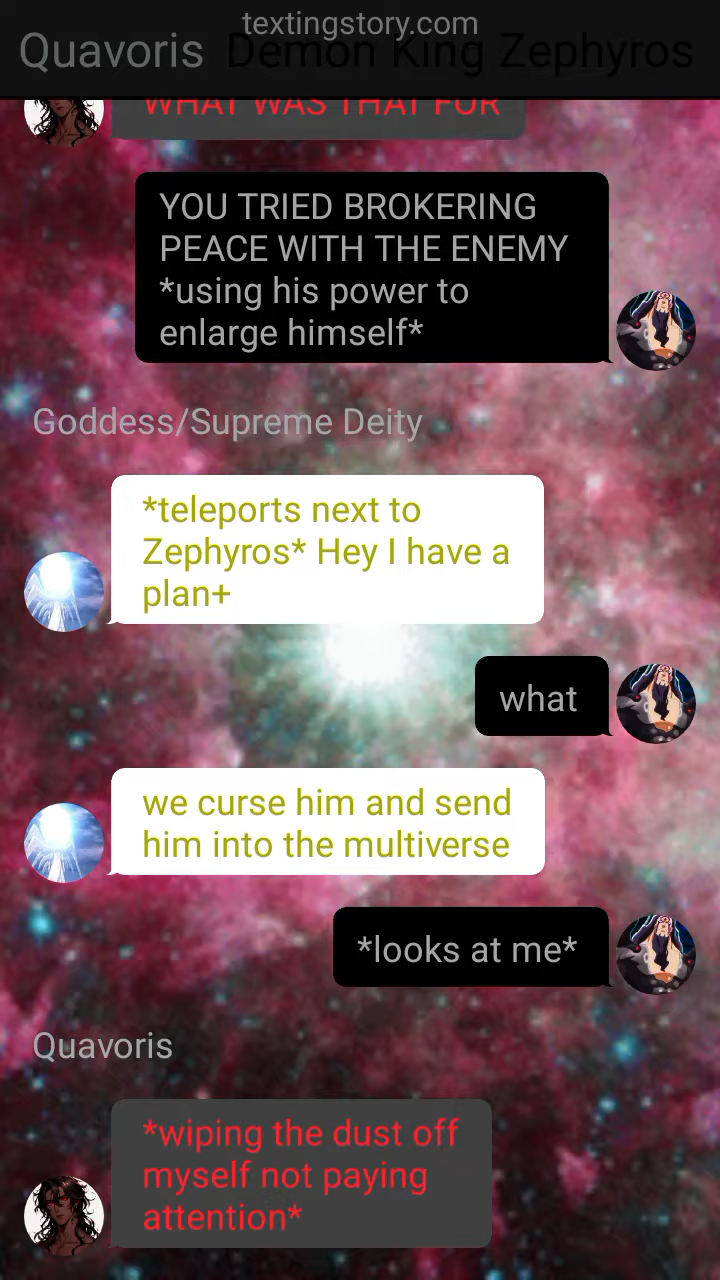 textingstory.com
Quavoris Demon King Zephyros
WHAT WAS THAT FOR
YOU TRIED BROKERING
PEACE WITH THE ENEMY
*using his power to
enlarge himself*
Goddess/Supreme Deity
*teleports next to
Zephyros* Hey I have a
plan+
what
we curse him and send
him into the multiverse
*looks at me*
Quavoris
*wiping the dust off
myself not paying
attention*